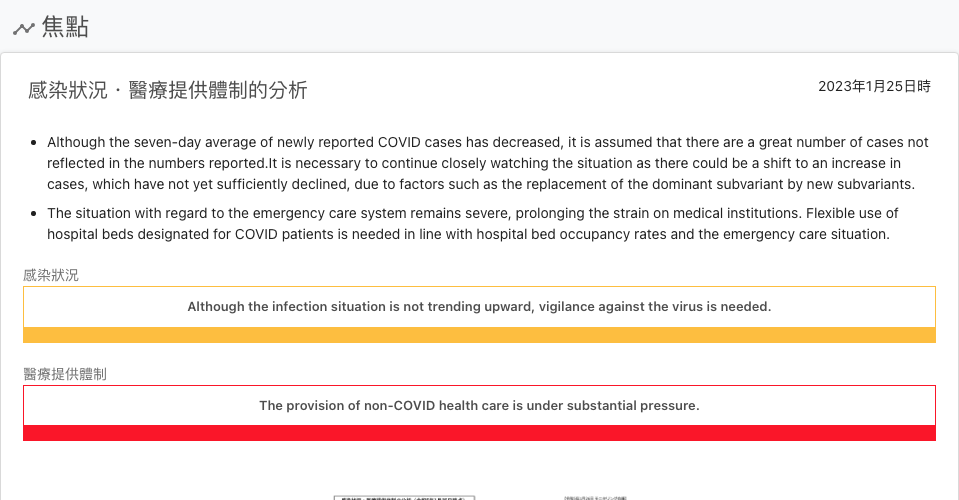 焦點
感染狀況・醫療提供體制的分析
2023年1月25日時
Although the seven-day average of newly reported COVID cases has decreased, it is assumed that there are a great number of cases not
reflected in the numbers reported.It is necessary to continue closely watching the situation as there could be a shift to an increase in
cases, which have not yet sufficiently declined, due to factors such as the replacement of the dominant subvariant by new subvariants.
The situation with regard to the emergency care system remains severe, prolonging the strain on medical institutions. Flexible use of
hospital beds designated for COVID patients is needed in line with hospital bed occupancy rates and the emergency care situation.
感染狀況
Although the infection situation is not trending upward, vigilance against the virus is needed.
醫療提供體制
The provision of non-COVID health care is under substantial pressure.